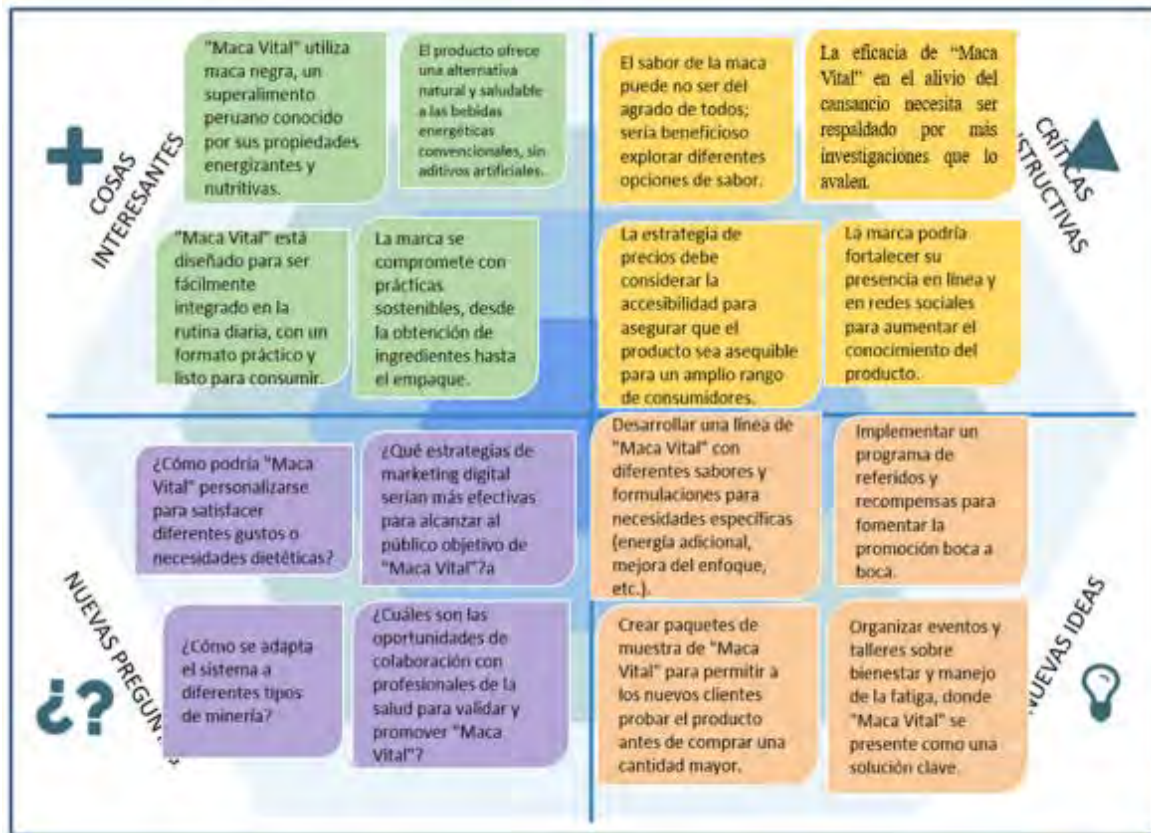 COSAS
INTERESANTES
"Maca Vital" utiliza
maca negra, un
superalimento
peruano conocido
por sus propiedades
energizantes y
nutritivas.
El producto ofrece
una alternativa
natural y saludable
a las bebidas
energéticas
convencionales, sin
aditivos artificiales.
"Maca Vital" está
diseñado para ser
fácilmente
integrado en la
rutina diaria, con un
formato práctico y
listo para consumir.
La marca se
compromete con
prácticas
sostenibles, desde
la obtención de
ingredientes hasta
el empaque.
CRÍTICAS
NSTRUCTIVAS
El sabor de la maca
puede no ser del
agrado de todos;
sería beneficioso
explorar diferentes
opciones de sabor.
La eficacia de “Maca
Vital” en el alivio del
cansancio necesita ser
respaldado por más
investigaciones que lo
avalen.
La estrategia de
precios debe
considerar la
accesibilidad para
asegurar que el
producto sea asequible
para un amplio rango
de consumidores.
La marca podría
fortalecer su
presencia en línea y
en redes sociales
para aumentar el
conocimiento del
producto.
NUEVAS PREGUNTAS
¿?
¿Cómo podría "Maca
Vital" personalizarse
para satisfacer
diferentes gustos o
necesidades dietéticas?
¿Qué estrategias de
marketing digital
serían más efectivas
para alcanzar al
público objetivo de
"Maca Vital"?a
¿Cómo se adapta
el sistema a
diferentes tipos
de minería?
¿Cuáles son las
oportunidades de
colaboración con
profesionales de la
salud para validar y
promover "Maca
Vital"?
NUEVAS IDEAS
Desarrollar una línea de
"Maca Vital" con
diferentes sabores y
formulaciones para
necesidades específicas
(energía adicional,
mejora del enfoque,
etc.).
Implementar un
programa de
referidos y
recompensas para
fomentar la
promoción boca a
boca.
Crear paquetes de
muestra de "Maca
Vital" para permitir a
los nuevos clientes
probar el producto
antes de comprar una
cantidad mayor.
Organizar eventos y
talleres sobre
bienestar y manejo
de la fatiga, donde
"Maca Vital" se
presente como una
solución clave.